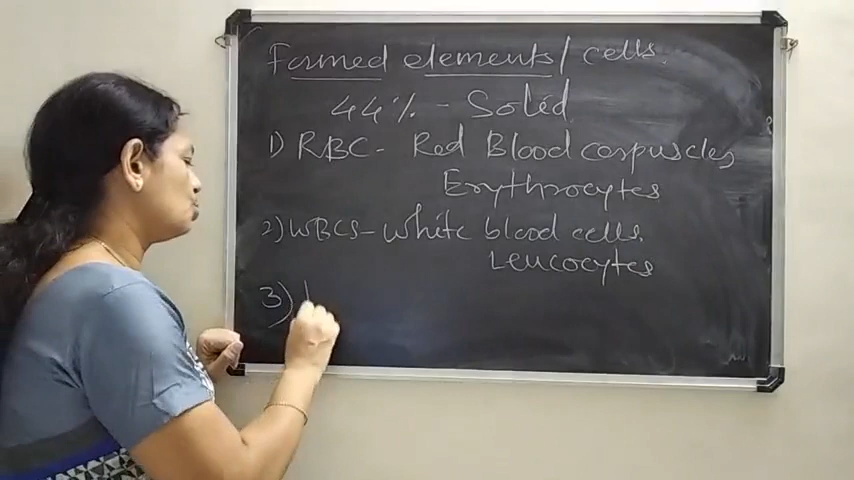 Formed elements / cells.
44% - Solid
1) RBC - Red Blood corpuscles
Erythrocytes
2) WBCS - White blood cells.
Leucocytes
3)